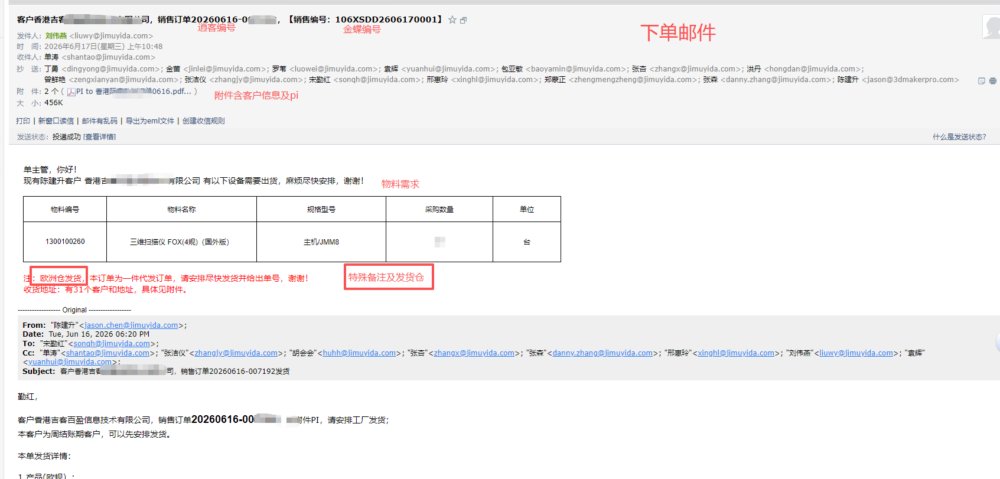 客户香港吉客 司，销售订单20260616-00 ，【销售编号：106XSDD2606170001】
逍客编号
金蝶编号
下单邮件
发件人：刘伟燕 <liuwy@jimuyida.com>
时 间：2026年6月17日(星期三) 上午10:48
收件人：单涛 <shantao@jimuyida.com>
抄 送：丁勇 <dingyong@jimuyida.com>; 金蕾 <jinlei@jimuyida.com>; 罗苇 <luowei@jimuyida.com>; 袁辉 <yuanhui@jimuyida.com>; 包亚敏 <baoyamin@jimuyida.com>; 张杏 <zhangx@jimuyida.com>; 洪丹 <hongdan@jimuyida.com>;
曾鲜艳 <zengxianyan@jimuyida.com>; 张洁仪 <zhangjy@jimuyida.com>; 宋勤红 <sonqh@jimuyida.com>; 邢惠玲 <xinghl@jimuyida.com>; 郑蒙正 <zhengmengzheng@jimuyida.com>; 张森 <danny.zhang@jimuyida.com>; 陈建升 <jason@3dmakerpro.com>
附 件：2 个 ( PI to 香港 0616.pdf... )
附件含客户信息及pi
大 小：456K
打印 | 新窗口读信 | 邮件有乱码 | 导出为eml文件 | 创建收信规则
发送状态：投递成功 [查看详情]
什么是发送状态?
单主管，你好！
现有陈建升客户 香港吉 有限公司 有以下设备需要出货，麻烦尽快安排，谢谢！
物料需求
物料编号 物料名称 规格型号 采购数量 单位
1300100260 三维扫描仪 FOX(4规)（国外版） 主机/JMM8 台
注：欧洲仓发货，本订单为一件代发订单，请安排尽快发货并给出单号，谢谢！
特殊备注及发货仓
收货地址：有31个客户和地址，具体见附件。
------------------ Original ------------------
From: "陈建升"<jason.chen@jimuyida.com>;
Date: Tue, Jun 16, 2026 06:20 PM
To: "宋勤红"<sonqh@jimuyida.com>;
Cc: "单涛"<shantao@jimuyida.com>; "张洁仪"<zhangjy@jimuyida.com>; "胡会会"<huhh@jimuyida.com>; "张杏"<zhangx@jimuyida.com>; "张森"<danny.zhang@jimuyida.com>; "邢惠玲"<xinghl@jimuyida.com>; "刘伟燕"<liuwy@jimuyida.com>; "袁辉"
<yuanhui@jimuyida.com>;
Subject: 客户香港吉客 司，销售订单20260616-007192发货
勤红，
客户香港吉客百盈信息技术有限公司，销售订单20260616-00 附件PI，请安排工厂发货；
本客户为周结账期客户，可以先安排发货。
本单发货详情：
1 产品(欧规) ：